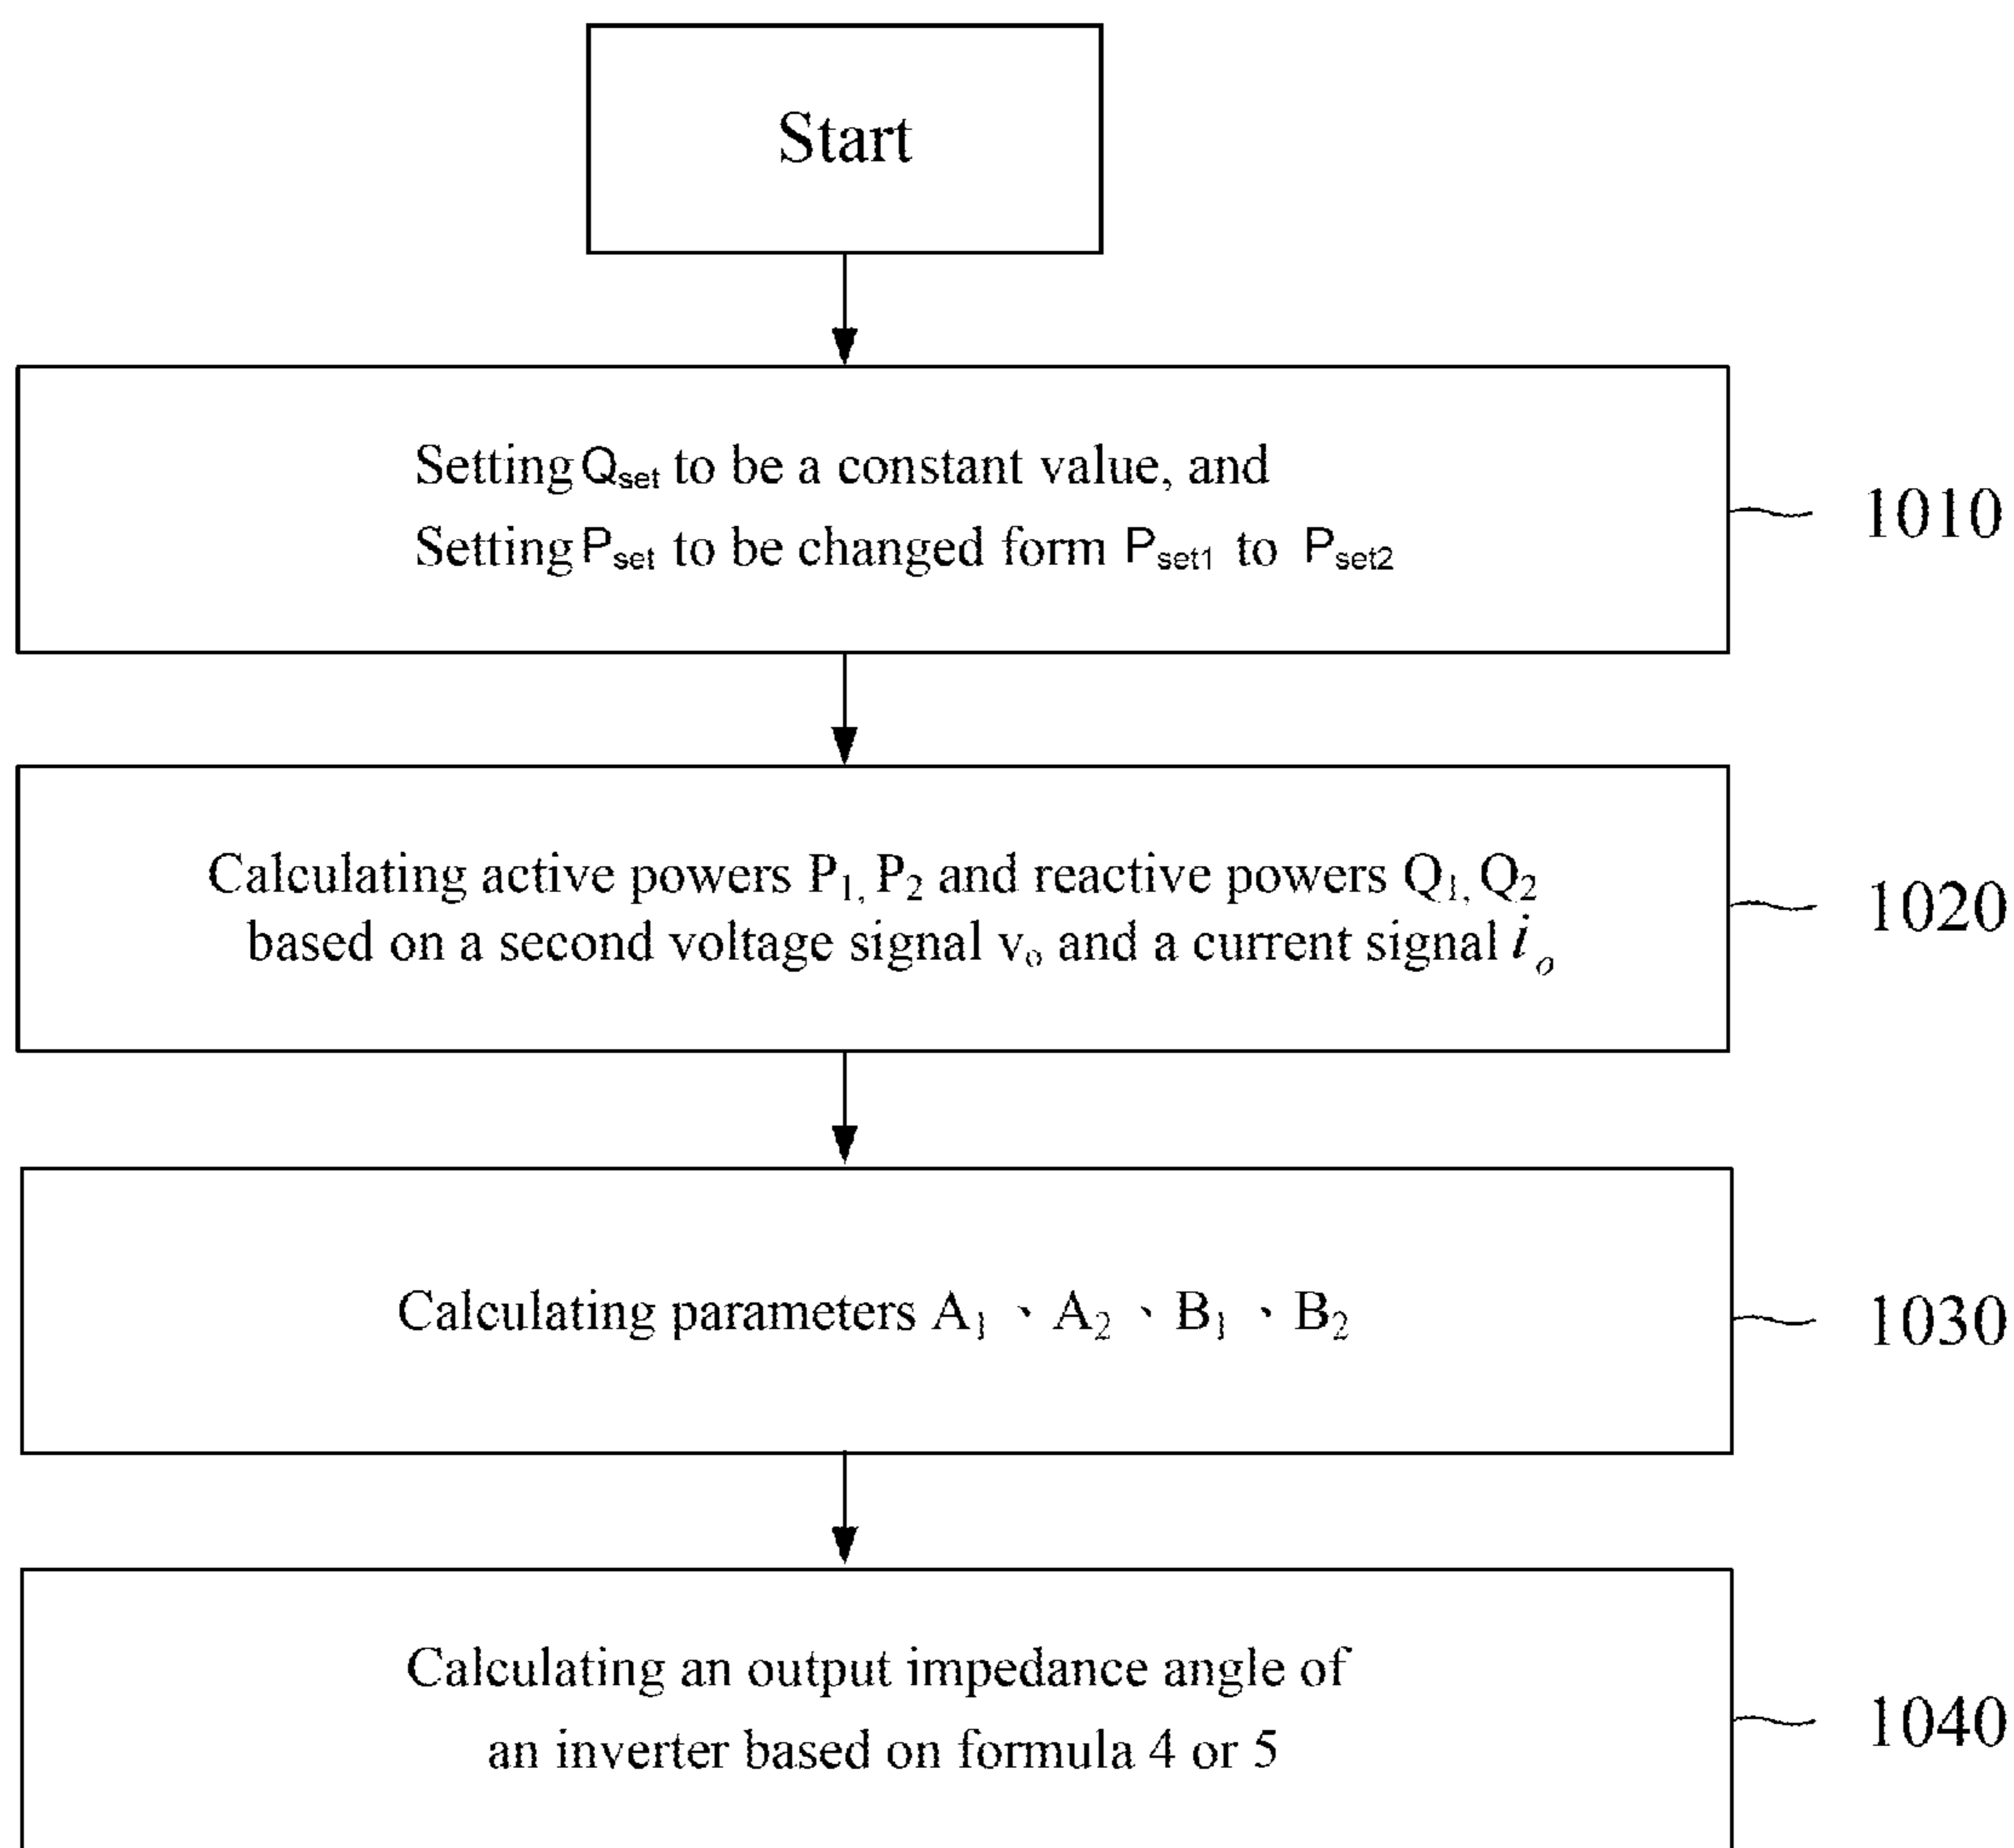 Start
Setting Qset to be a constant value, and
Setting Pset to be changed form Pset1 to Pset2
1010
Calculating active powers P1, P2 and reactive powers Q1, Q2
based on a second voltage signal vo and a current signal io
1020
Calculating parameters A1、A2、B1、B2
1030
Calculating an output impedance angle of
an inverter based on formula 4 or 5
1040